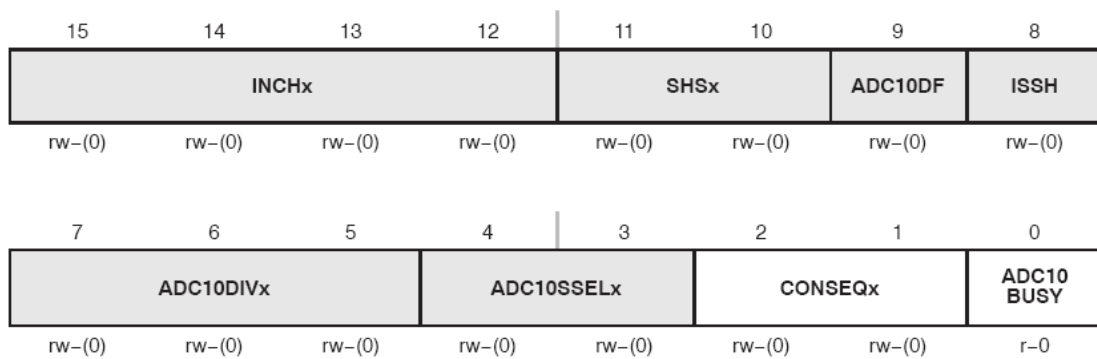 15 14 13 12 11 10 9 8
INCHx SHSx ADC10DF ISSH
rw−(0) rw−(0) rw−(0) rw−(0) rw−(0) rw−(0) rw−(0) rw−(0)
7 6 5 4 3 2 1 0
ADC10DIVx ADC10SSELx CONSEQx ADC10
BUSY
rw−(0) rw−(0) rw−(0) rw−(0) rw−(0) rw−(0) rw−(0) r−0